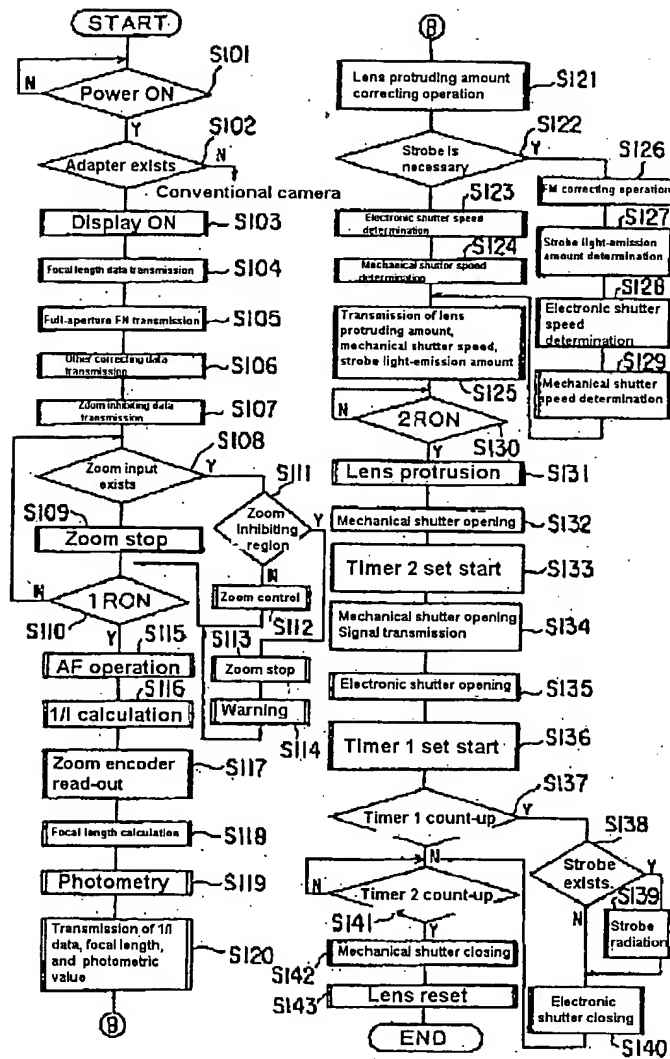 START
S101
N
Power ON
Y
S102
Adapter exists
N
Conventional camera
Display ON
S103
Focal length data transmission
S104
Full-aperture FN transmission
S105
Other correcting data
transmission
S106
Zoom inhibiting data
transmission
S107
S108
Zoom input
exists
Y
S109
Zoom stop
S111
Zoom
inhibiting
region
Y
N
Zoom control
S112
N
1 RON
S110
Y
S113
Zoom stop
Warning
S114
S115
AF operation
S116
1/l calculation
Zoom encoder
read-out
S117
Focal length calculation
S118
Photometry
S119
Transmission of 1/l
data, focal length,
and photometric
value
S120
B
B
Lens protruding amount
correcting operation
S121
S122
Strobe is
necessary
Y
S123
Electronic shutter speed
determination
S124
Mechanical shuttor speed
determination
S126
FM correcting operation
S127
Strobe light-emission
amount determination
S128
Electronic shutter
speed
determination
S129
Mechanical shutter
speed determination
Transmission of lens
protruding amount,
mechanical shutter speed,
strobe light-emission amount
S125
N
2 RON
S130
Y
Lens protrusion
S131
Mechanical shutter opening
S132
Timer 2 set start
S133
Mechanical shutter opening
Signal transmission
S134
Electronic shutter opening
S135
Timer 1 set start
S136
S137
Timer 1 count-up
Y
N
S138
Strobe
exists.
Y
S139
N
Strobe
radiation
Timer 2 count-up
N
S141
Y
Mechanical shutter closing
S142
Electronic
shutter closing
S140
Lens reset
S143
END